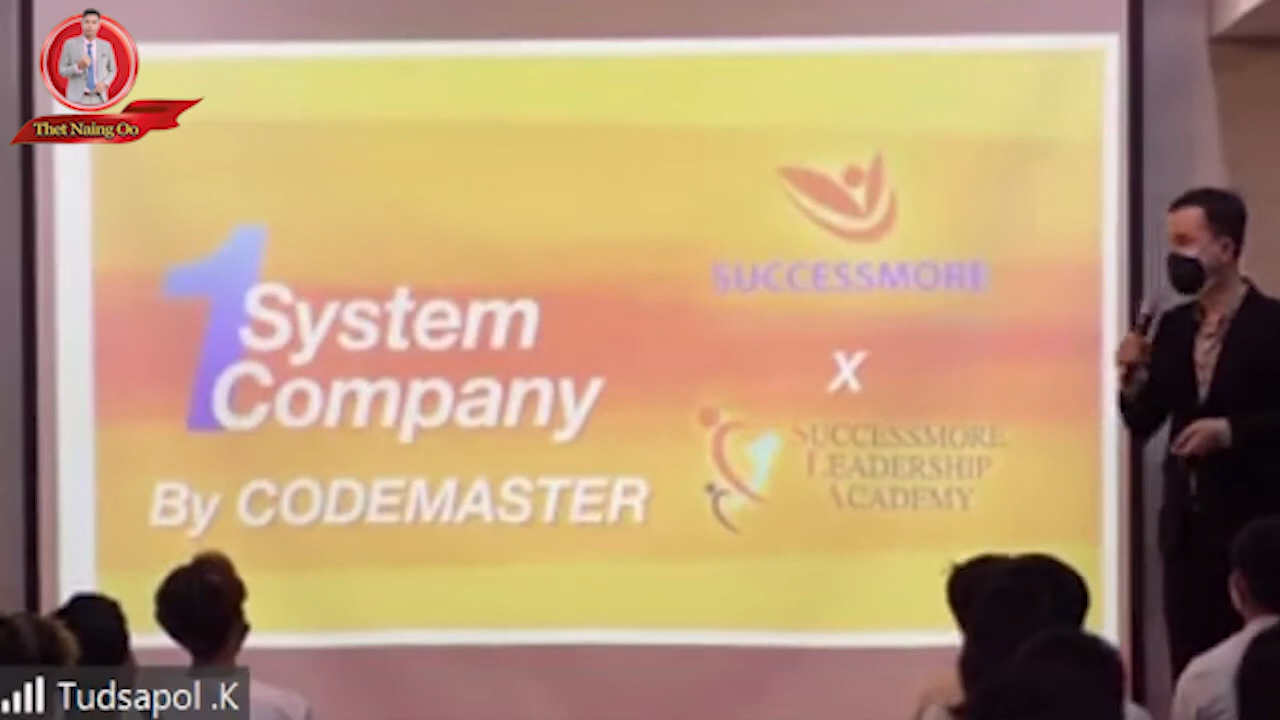 Thet Naing Oo
1 System
Company
By CODEMASTER
SUCCESSMORE
X
SUCCESSMORE
LEADERSHIP
ACADEMY
Tudsapol .K